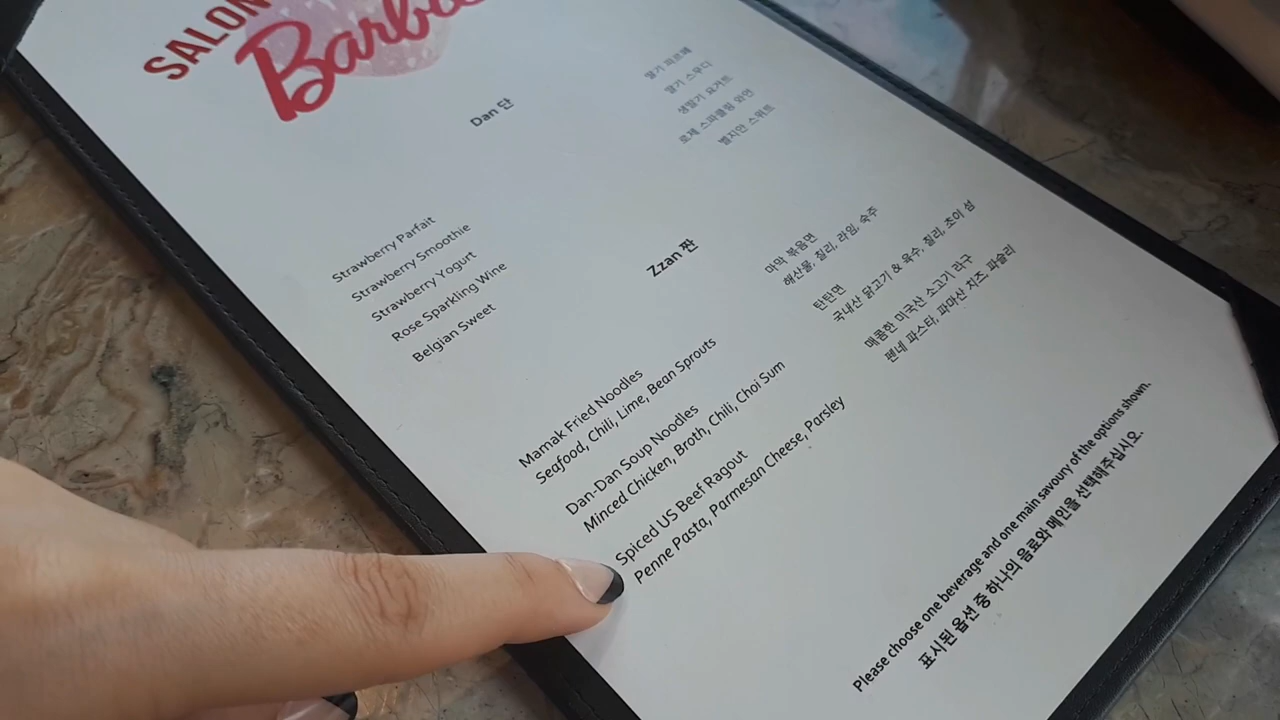 SALON
Barbie
Dan 단
딸기 파르페
딸기 스무디
생딸기 요거트
로제 스파클링 와인
벨지안 스위트
Strawberry Parfait
Strawberry Smoothie
Strawberry Yogurt
Rose Sparkling Wine
Belgian Sweet
Zzan 짠
마막 볶음면
해산물, 칠리, 라임, 숙주
탄탄면
국내산 닭고기 & 육수, 칠리, 초이 섬
매콤한 미국산 소고기 라구
펜네 파스타, 파마산 치즈, 파슬리
Mamak Fried Noodles
Seafood, Chili, Lime, Bean Sprouts
Dan-Dan Soup Noodles
Minced Chicken, Broth, Chili, Choi Sum
Spiced US Beef Ragout
Penne Pasta, Parmesan Cheese, Parsley
Please choose one beverage and one main savoury of the options shown.
표시된 옵션 중 하나의 음료와 메인을 선택해주십시오.